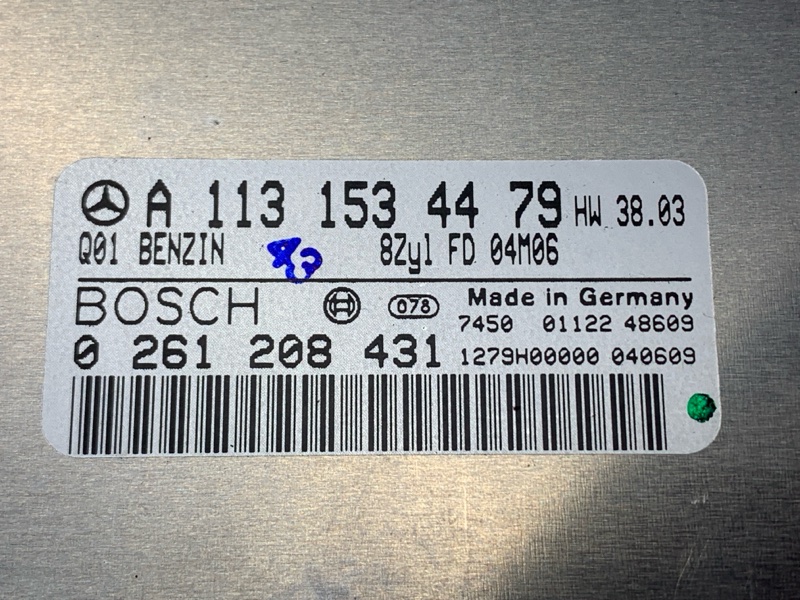 A 113 153 44 79 HW 38.03
Q01 BENZIN 8Zyl FD 04M06
BOSCH 078 Made in Germany
7450 01122 48609
0 261 208 431 1279H00000 040609